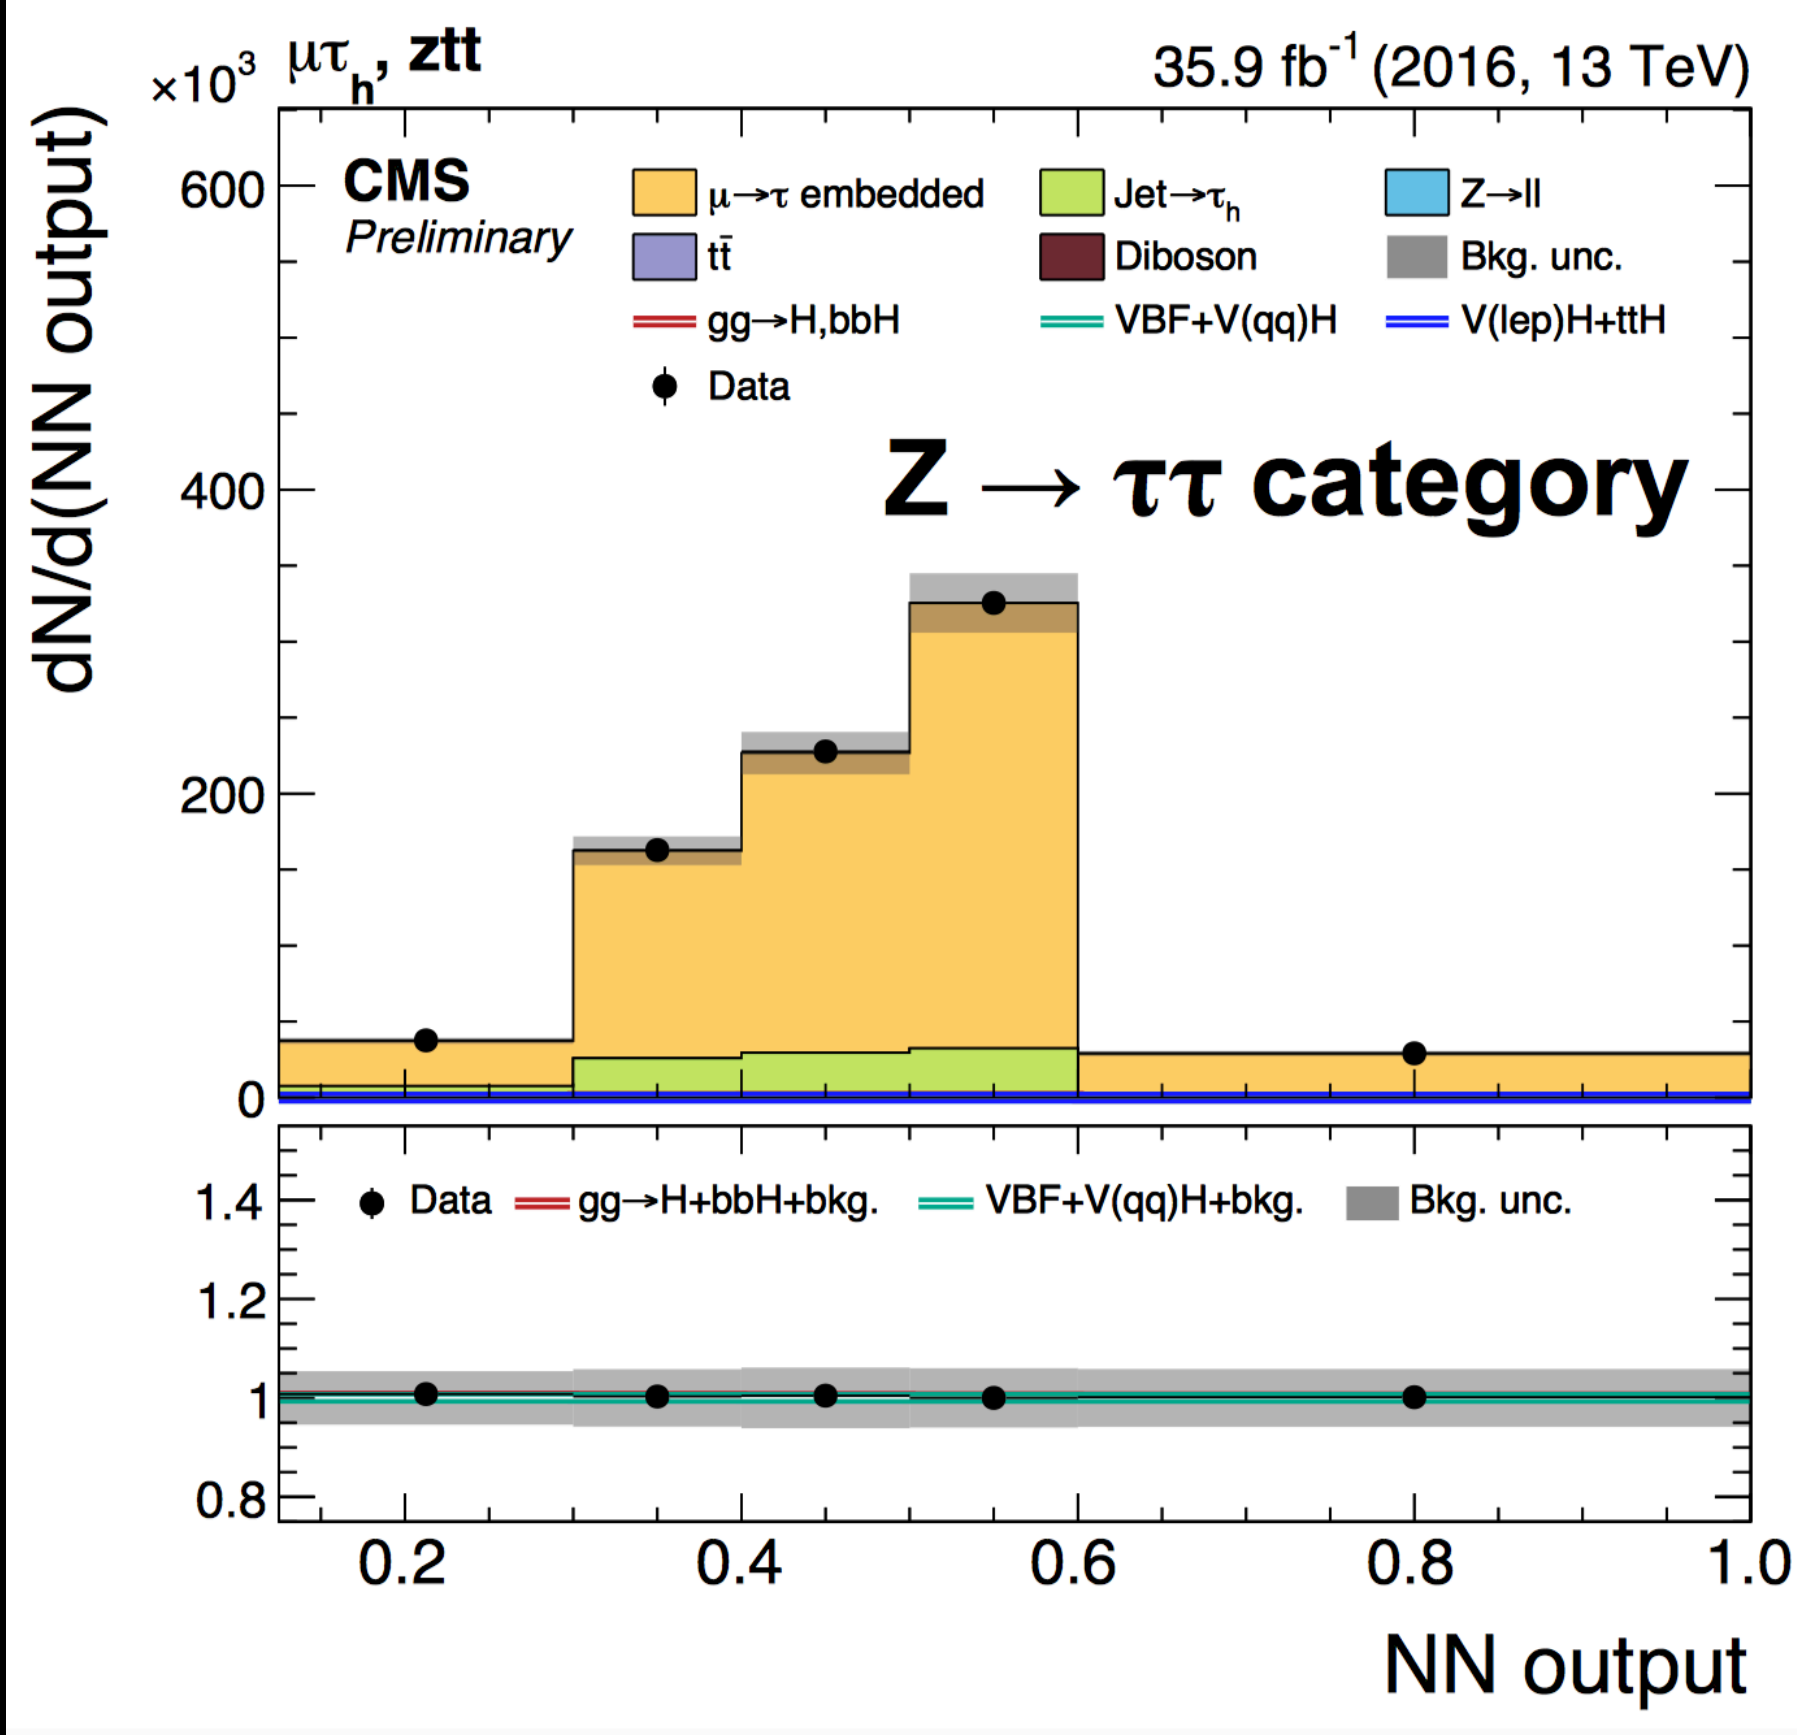 ×10³ μτₕ, ztt 35.9 fb⁻¹ (2016, 13 TeV)
dN/d(NN output)
CMS
Preliminary
μ→τ embedded Jet→τₕ Z→ll
tt̄ Diboson Bkg. unc.
gg→H,bbH VBF+V(qq)H V(lep)H+ttH
Data
Z → ττ category
600
400
200
0
Data gg→H+bbH+bkg. VBF+V(qq)H+bkg. Bkg. unc.
1.4
1.2
1
0.8
0.2 0.4 0.6 0.8 1.0
NN output